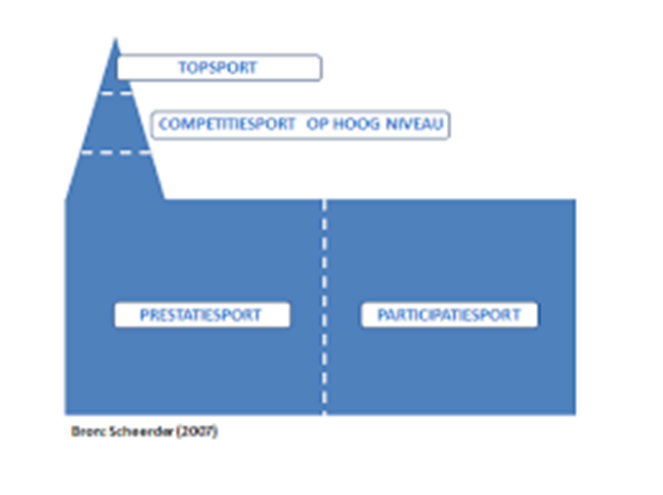 TOPSPORT
COMPETITIESPORT OP HOOG NIVEAU
PRESTATIESPORT
PARTICIPATIESPORT
Bron: Scheerder (2007)